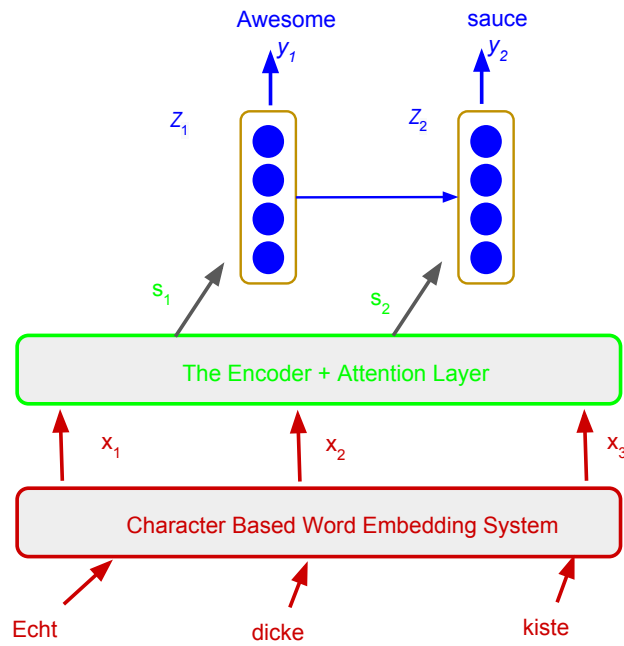 Awesome sauce
y₁ y₂
Z₁ Z₂
s₁ s₂
The Encoder + Attention Layer
x₁ x₂ x₃
Character Based Word Embedding System
Echt dicke kiste